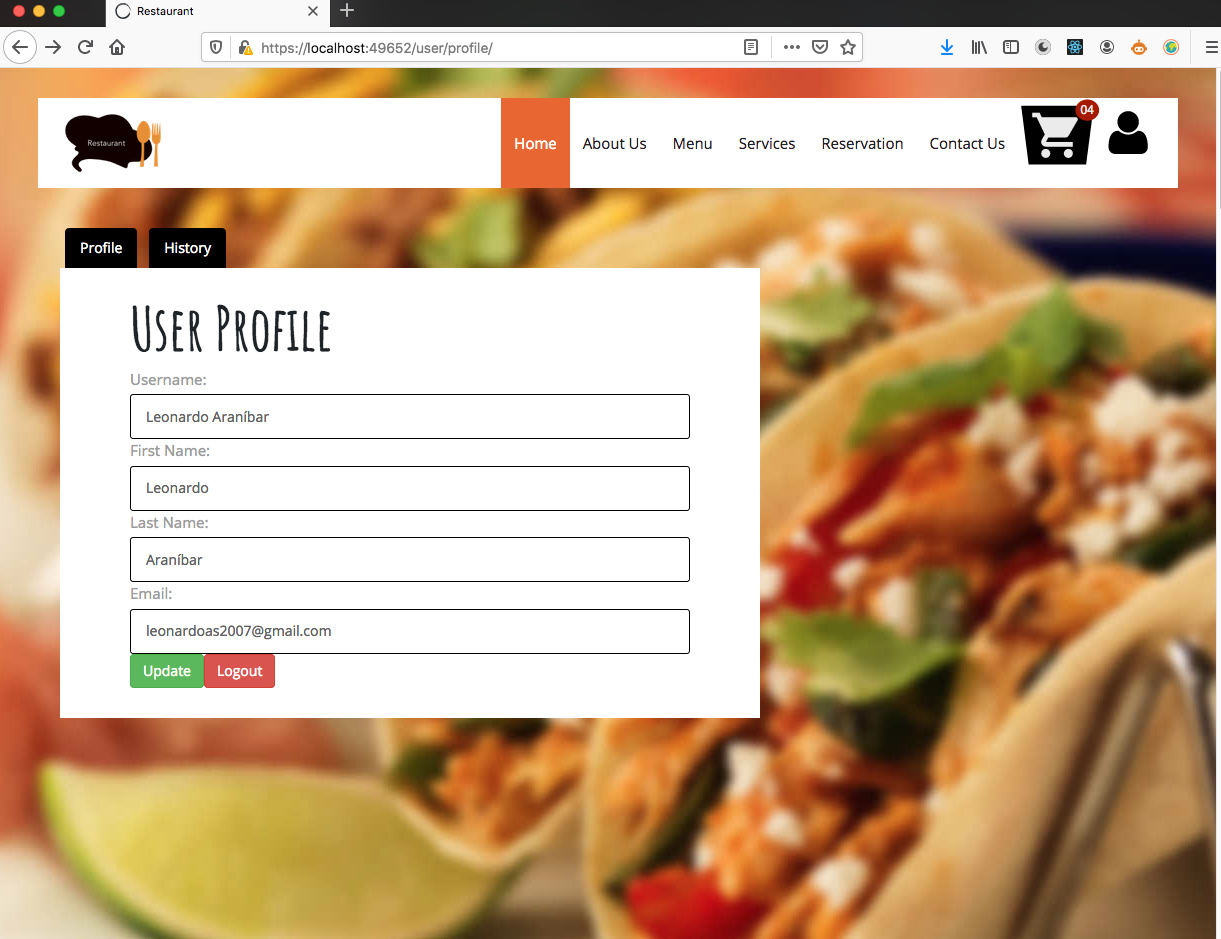 Restaurant
https://localhost:49652/user/profile/
Restaurant
Home About Us Menu Services Reservation Contact Us 04
Profile History
User Profile
Username:
Leonardo Araníbar
First Name:
Leonardo
Last Name:
Araníbar
Email:
leonardoas2007@gmail.com
Update Logout